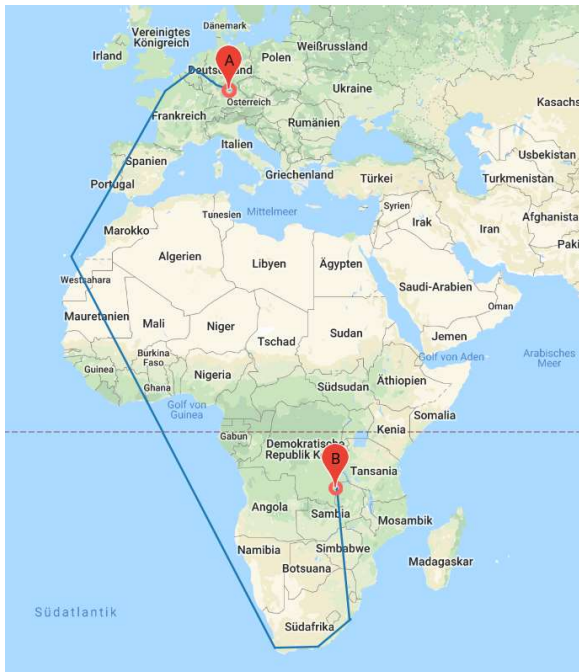 Dänemark
Vereinigtes
Königreich
Irland
Weißrussland
Polen
A
Ukraine
Kasachs
Österreich
Frankreich
Rumänien
Italien
Usbekistan
Spanien
Portugal
Griechenland
Türkei
Turkmenistan
Tunesien
Mittelmeer
Syrien
Afghanistan
Marokko
Irak
Iran
Paki
Algerien
Libyen
Ägypten
Westsahara
Saudi-Arabien
Oman
Mauretanien
Mali
Niger
Tschad
Sudan
Jemen
Burkina
Faso
Golf von Aden
Arabisches
Meer
Guinea
Nigeria
Äthiopien
Ghana
Südsudan
Golf von
Guinea
Somalia
Gabun
Kenia
Demokratische
Republik K
B
Tansania
Angola
Sambia
Mosambik
Namibia
Simbabwe
Botsuana
Madagaskar
Südatlantik
Südafrika